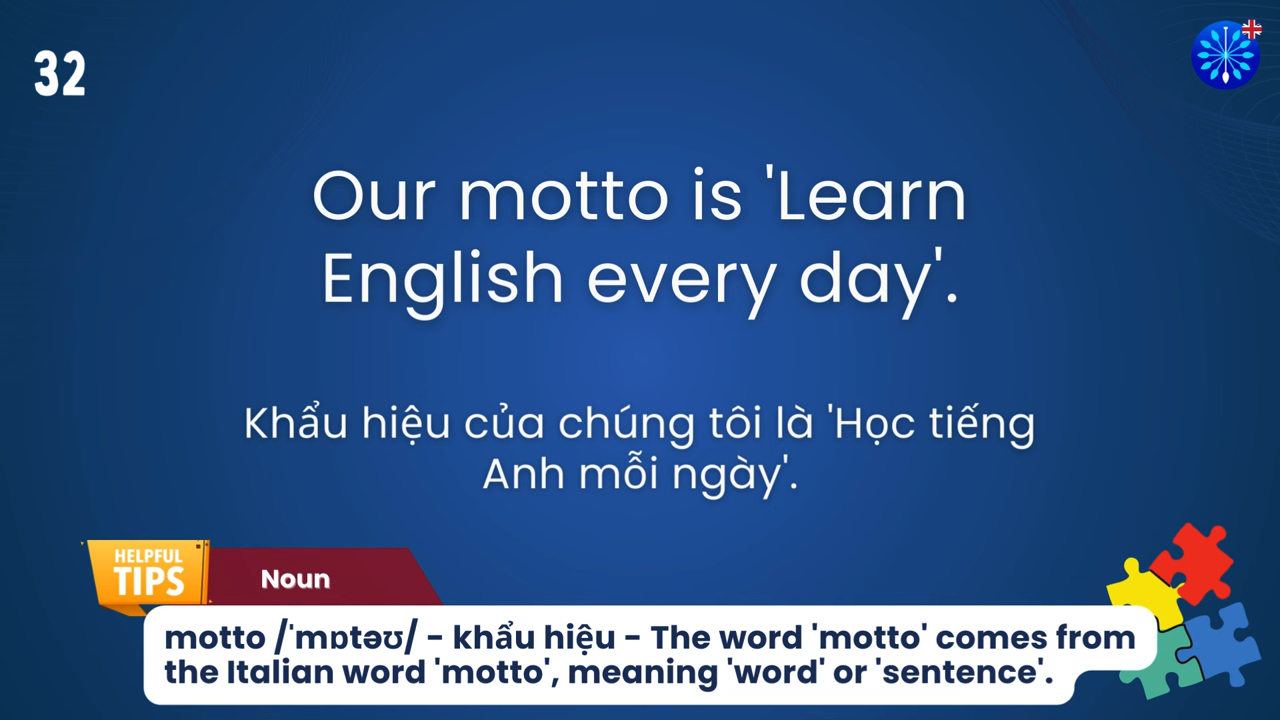 32
Our motto is 'Learn
English every day'.
Khẩu hiệu của chúng tôi là 'Học tiếng
Anh mỗi ngày'.
HELPFUL
TIPS
Noun
motto /ˈmɒtəʊ/ - khẩu hiệu - The word 'motto' comes from
the Italian word 'motto', meaning 'word' or 'sentence'.